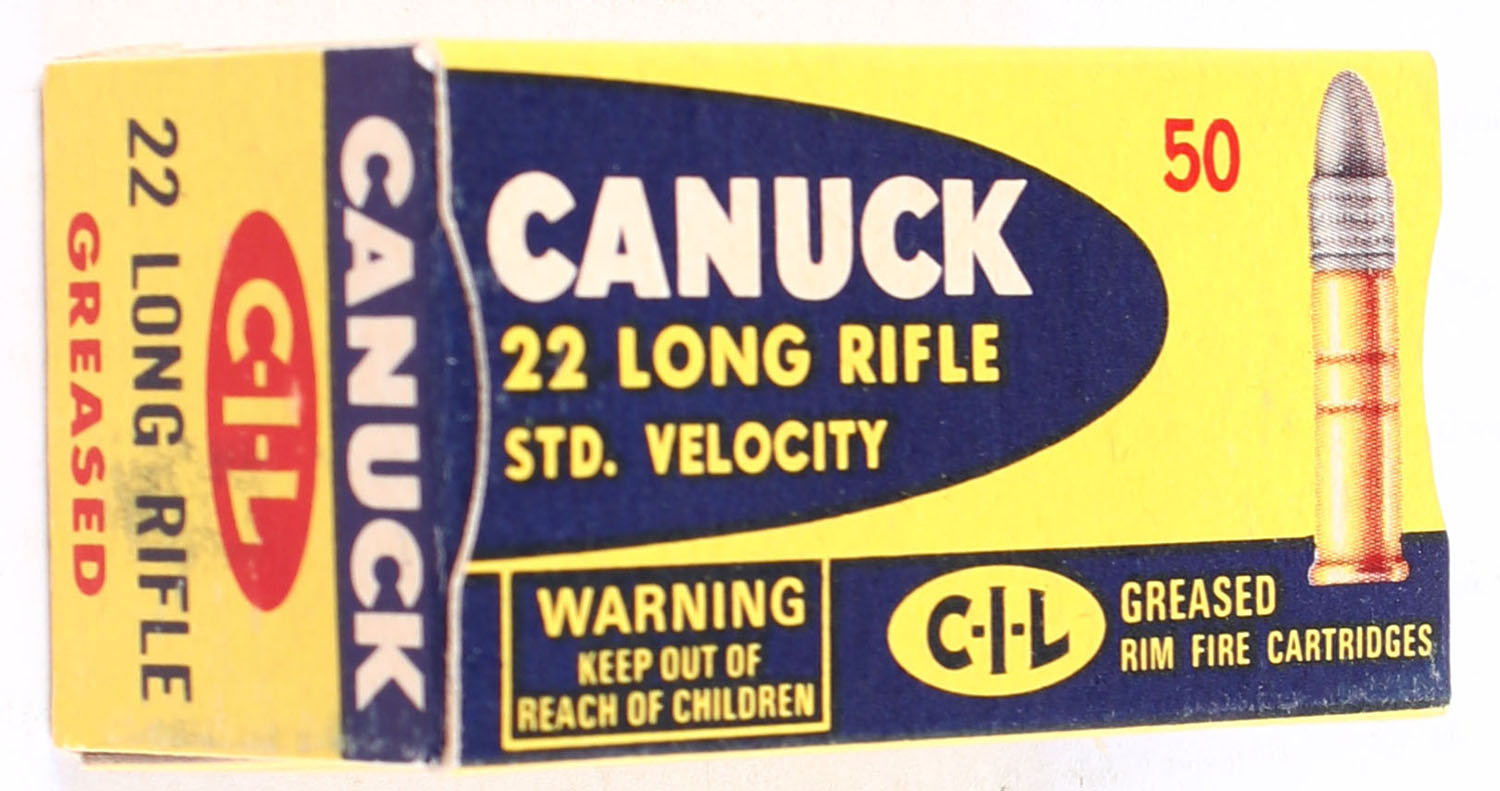 CANUCK
22 LONG RIFLE
STD. VELOCITY
50
WARNING
KEEP OUT OF
REACH OF CHILDREN
C-I-L
GREASED
RIM FIRE CARTRIDGES
CANUCK
C-I-L
22 LONG RIFLE
GREASED